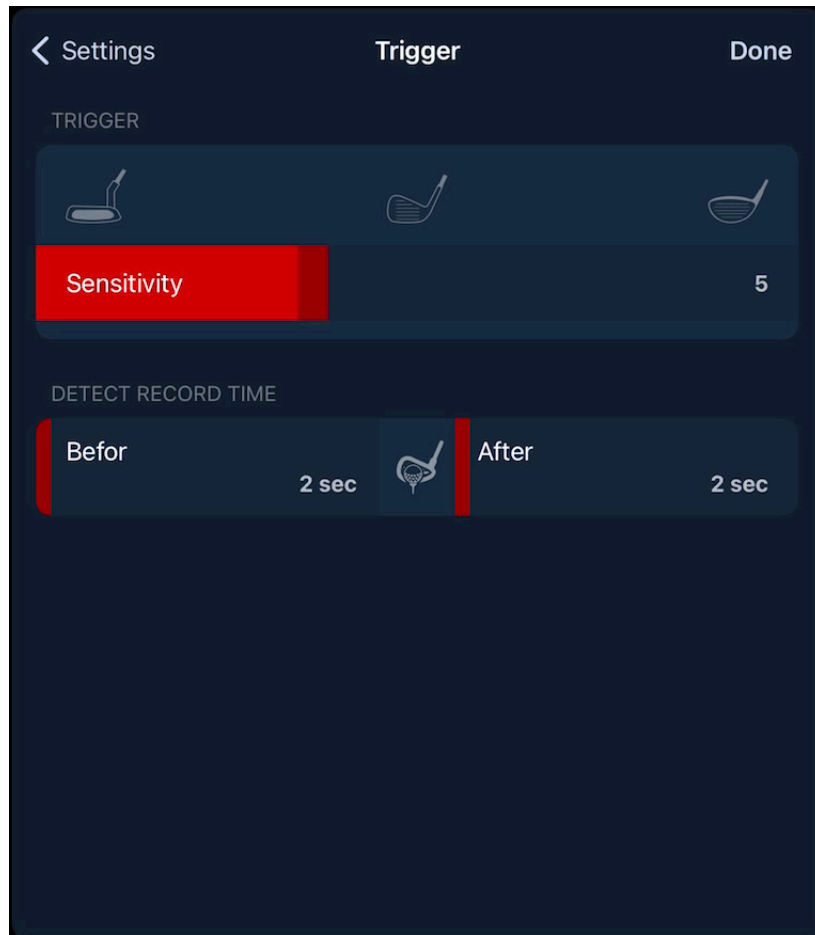 Settings
Trigger
Done
TRIGGER
Sensitivity
5
DETECT RECORD TIME
Befor
2 sec
After
2 sec